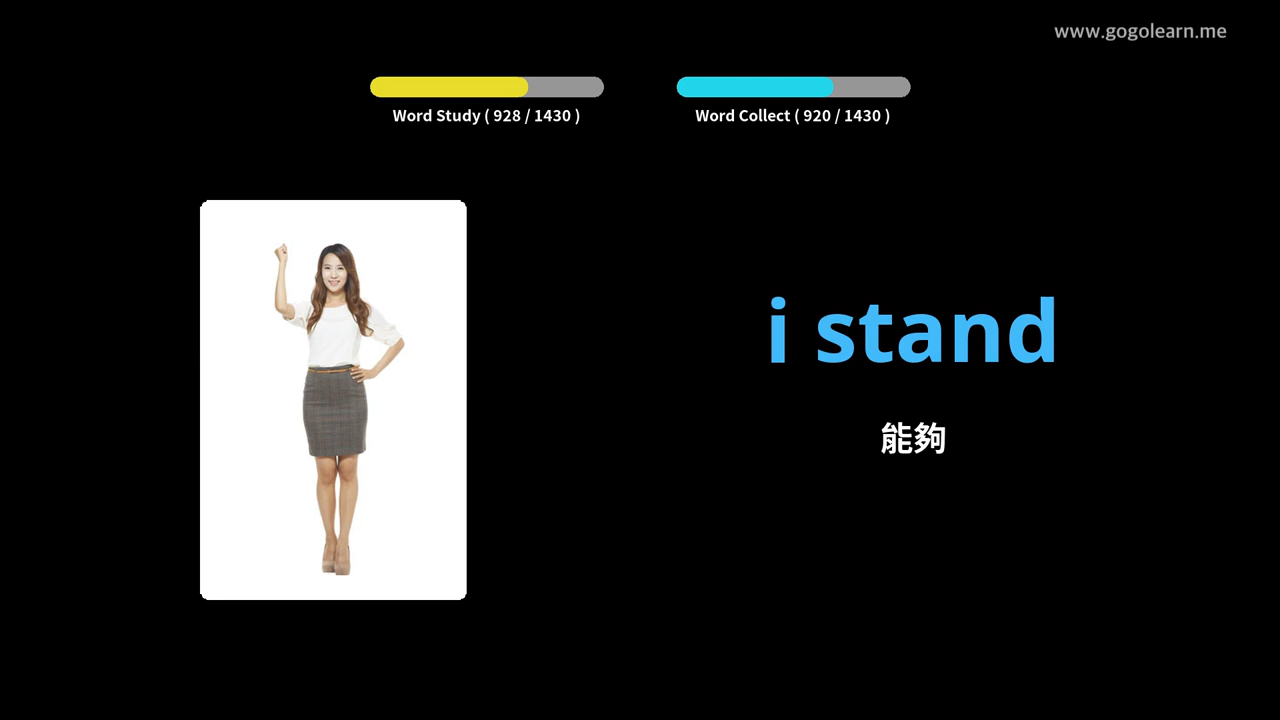 www.gogolearn.me
Word Study ( 928 / 1430 )
Word Collect ( 920 / 1430 )
i stand
能夠